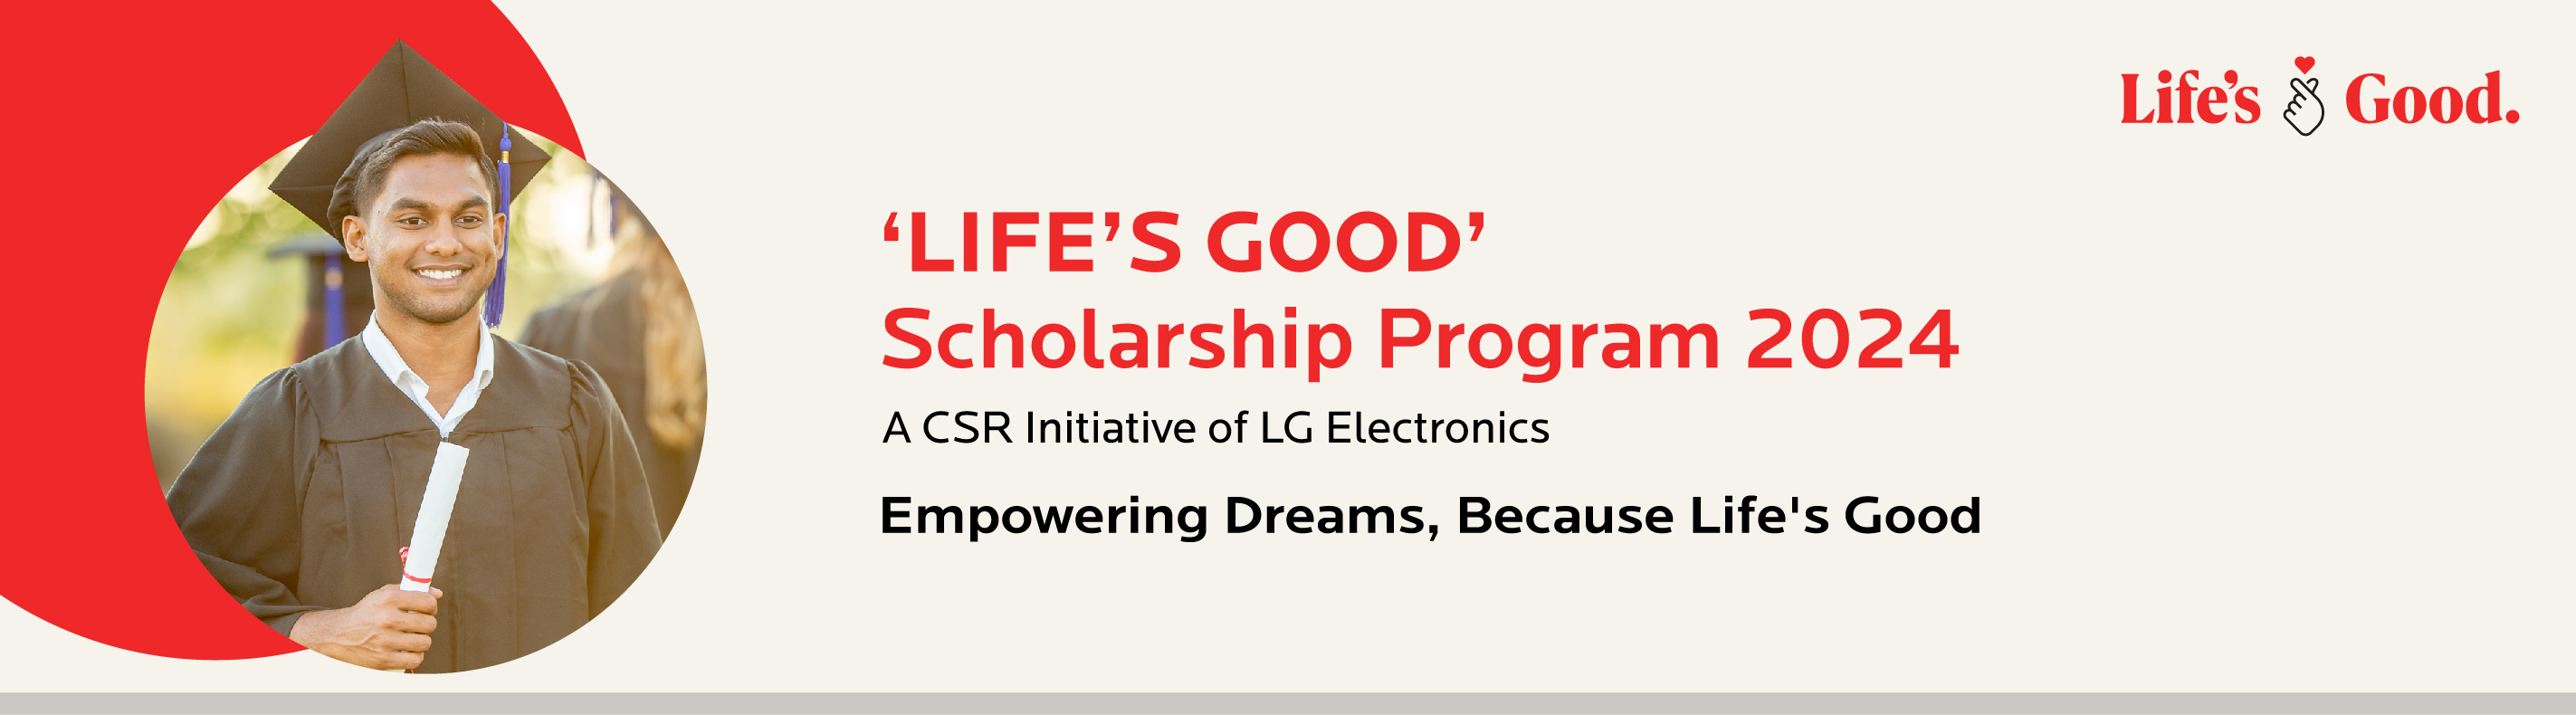 Life's Good.
‘LIFE’S GOOD’
Scholarship Program 2024
A CSR Initiative of LG Electronics
Empowering Dreams, Because Life's Good